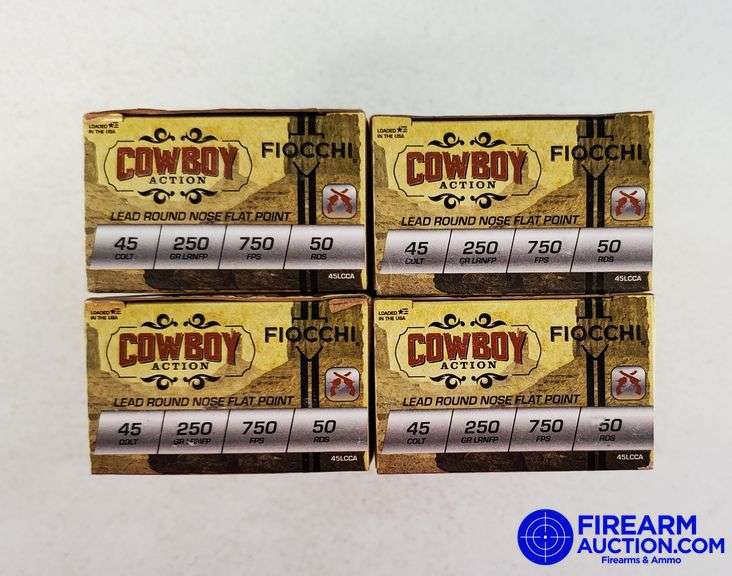 LOADED
IN THE USA
COWBOY
ACTION
FIOCCHI
LEAD ROUND NOSE FLAT POINT
45 250 750 50
COLT GR LRNFP FPS RDS
45LCCA
LOADED
IN THE USA
COWBOY
ACTION
FIOCCHI
LEAD ROUND NOSE FLAT POINT
45 250 750 50
COLT GR LRNFP FPS RDS
45LCCA
LOADED
IN THE USA
COWBOY
ACTION
FIOCCHI
LEAD ROUND NOSE FLAT POINT
45 250 750 50
COLT GR LRNFP FPS RDS
45LCCA
LOADED
IN THE USA
COWBOY
ACTION
FIOCCHI
LEAD ROUND NOSE FLAT POINT
45 250 750 50
COLT GR LRNFP FPS RDS
45LCCA
FIREARM
AUCTION.COM
Firearms & Ammo